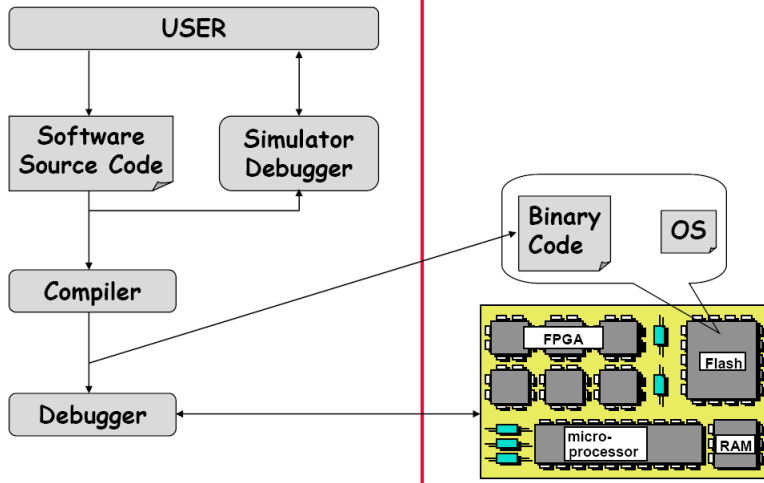 USER
Software
Source Code
Simulator
Debugger
Binary
Code
OS
Compiler
FPGA
Flash
Debugger
micro-
processor
RAM